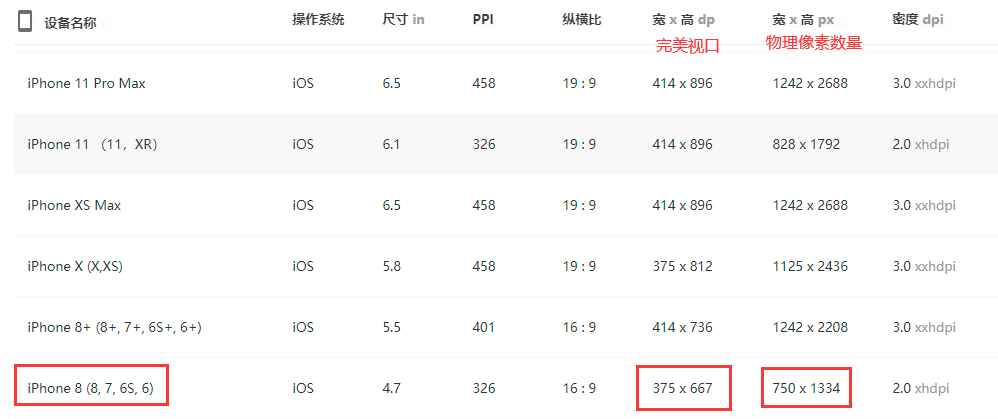 设备名称 操作系统 尺寸 in PPI 纵横比 宽 x 高 dp 宽 x 高 px 密度 dpi
完美视口 物理像素数量
iPhone 11 Pro Max iOS 6.5 458 19 : 9 414 x 896 1242 x 2688 3.0 xxhdpi
iPhone 11 （11，XR） iOS 6.1 326 19 : 9 414 x 896 828 x 1792 2.0 xhdpi
iPhone XS Max iOS 6.5 458 19 : 9 414 x 896 1242 x 2688 3.0 xxhdpi
iPhone X (X,XS) iOS 5.8 458 19 : 9 375 x 812 1125 x 2436 3.0 xxhdpi
iPhone 8+ (8+, 7+, 6S+, 6+) iOS 5.5 401 16 : 9 414 x 736 1242 x 2208 3.0 xxhdpi
iPhone 8 (8, 7, 6S, 6) iOS 4.7 326 16 : 9 375 x 667 750 x 1334 2.0 xhdpi